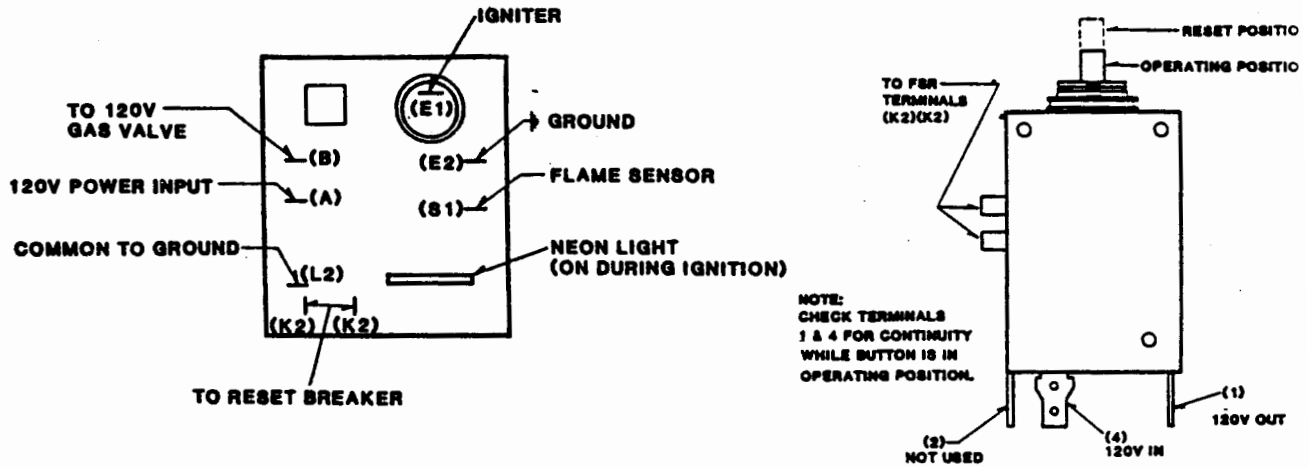 IGNITER
(E1)
TO 120V
GAS VALVE
(B)
GROUND
(E2)
120V POWER INPUT
(A)
FLAME SENSOR
(S1)
COMMON TO GROUND
(L2)
NEON LIGHT
(ON DURING IGNITION)
(K2) (K2)
TO RESET BREAKER
RESET POSITIO
OPERATING POSITIO
TO FSR
TERMINALS
(K2)(K2)
NOTE:
CHECK TERMINALS
1 & 4 FOR CONTINUITY
WHILE BUTTON IS IN
OPERATING POSITION.
(1)
120V OUT
(2)
NOT USED
(4)
120V IN